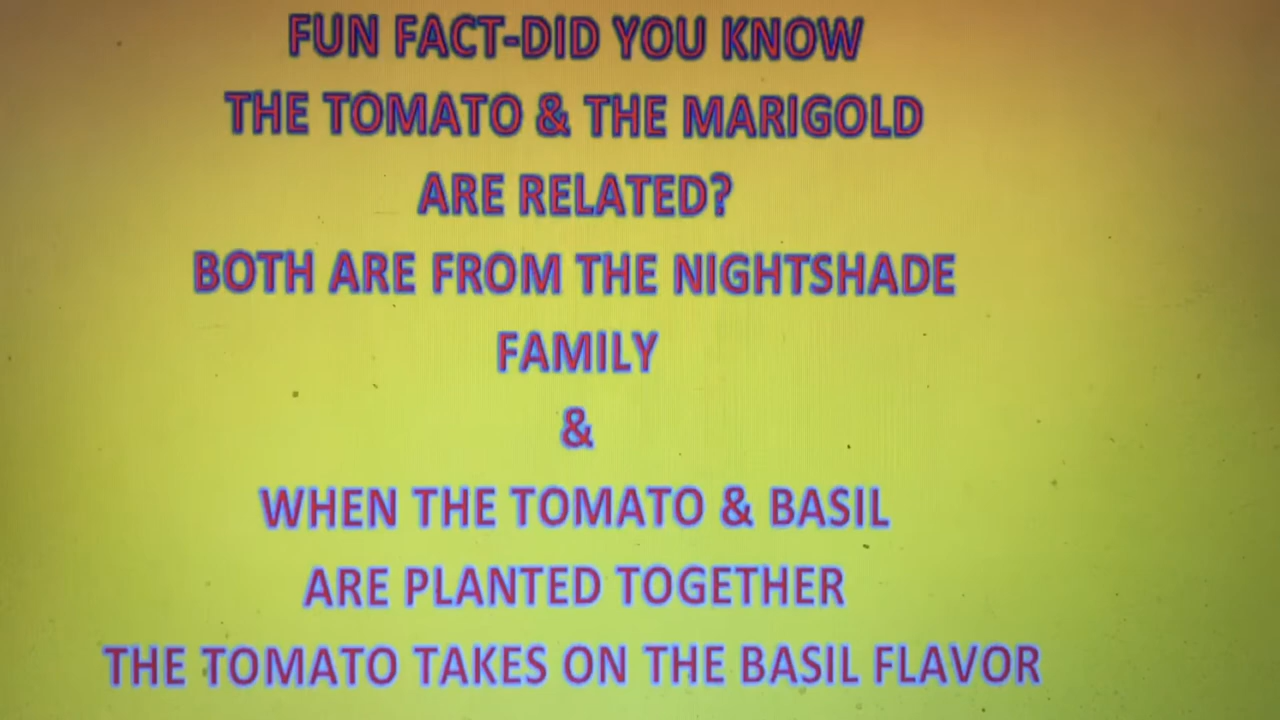 FUN FACT-DID YOU KNOW
THE TOMATO & THE MARIGOLD
ARE RELATED?
BOTH ARE FROM THE NIGHTSHADE
FAMILY
&
WHEN THE TOMATO & BASIL
ARE PLANTED TOGETHER
THE TOMATO TAKES ON THE BASIL FLAVOR